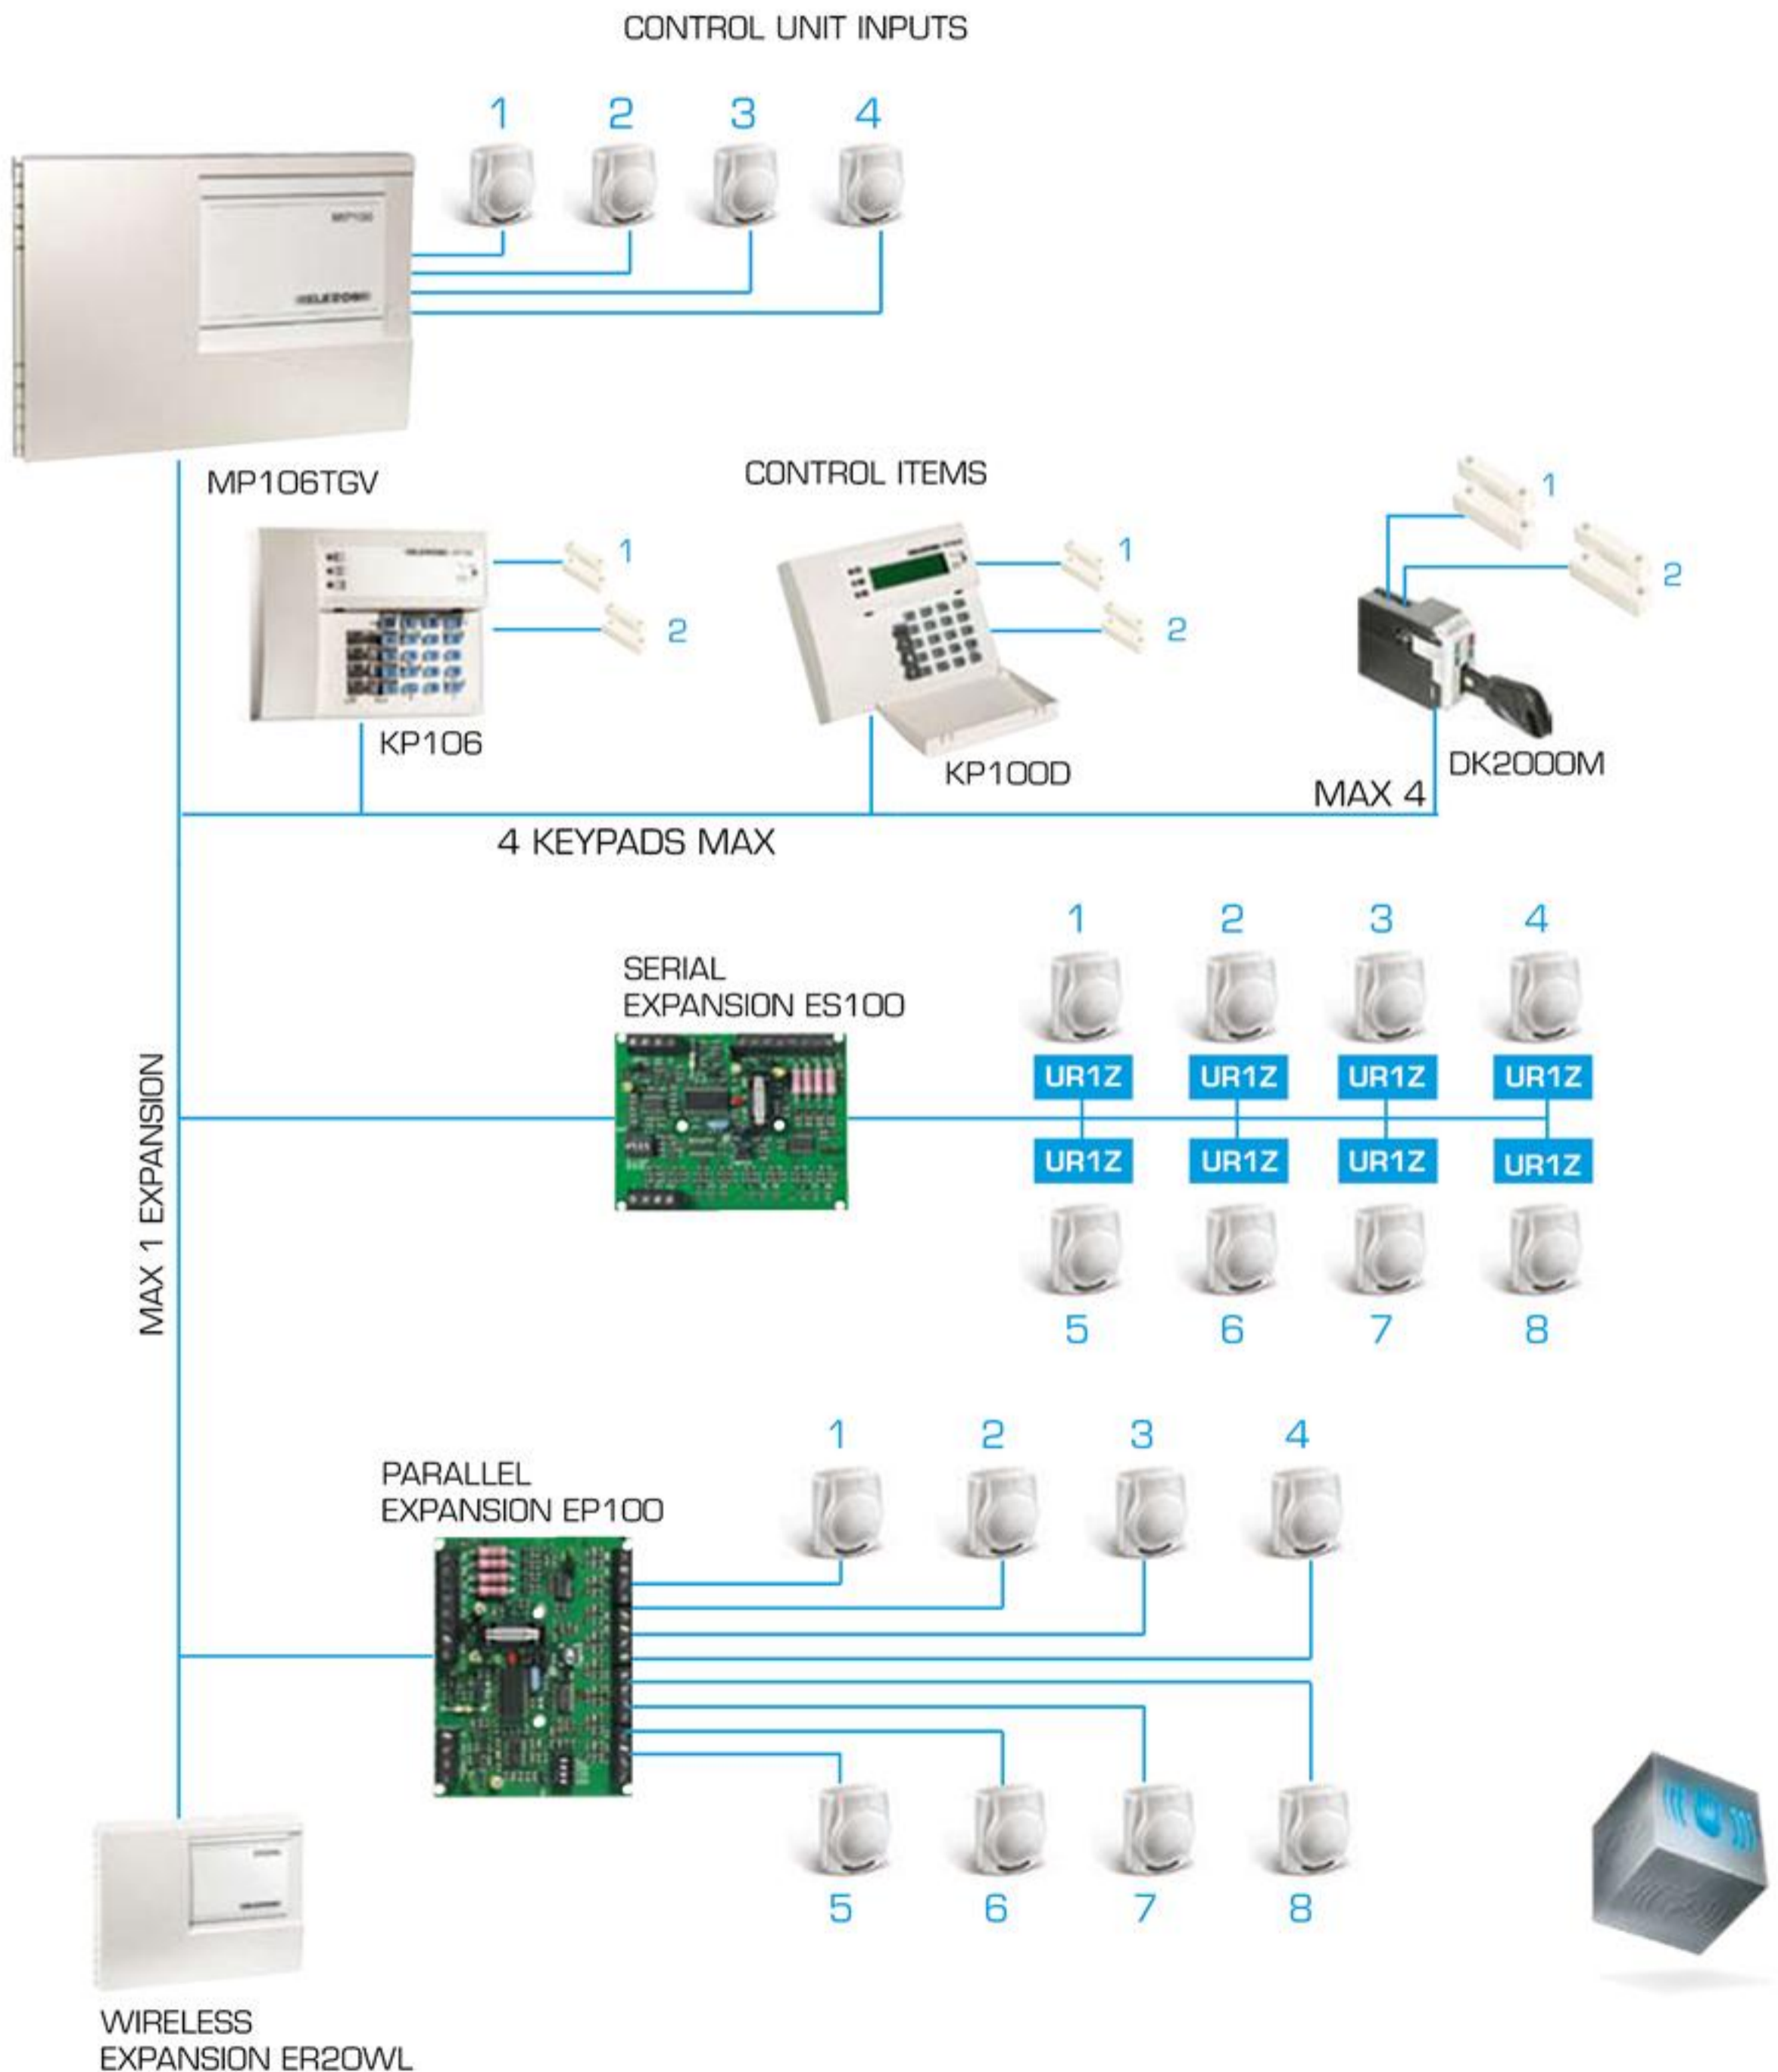 CONTROL UNIT INPUTS
1 2 3 4
MP100
MP106TGV
CONTROL ITEMS
1
2
1
2
1
2
KP106
KP100D
DK2000M
MAX 4
4 KEYPADS MAX
MAX 1 EXPANSION
SERIAL
EXPANSION ES100
1 2 3 4
UR1Z UR1Z UR1Z UR1Z
UR1Z UR1Z UR1Z UR1Z
5 6 7 8
PARALLEL
EXPANSION EP100
1 2 3 4
5 6 7 8
WIRELESS
EXPANSION ER20WL